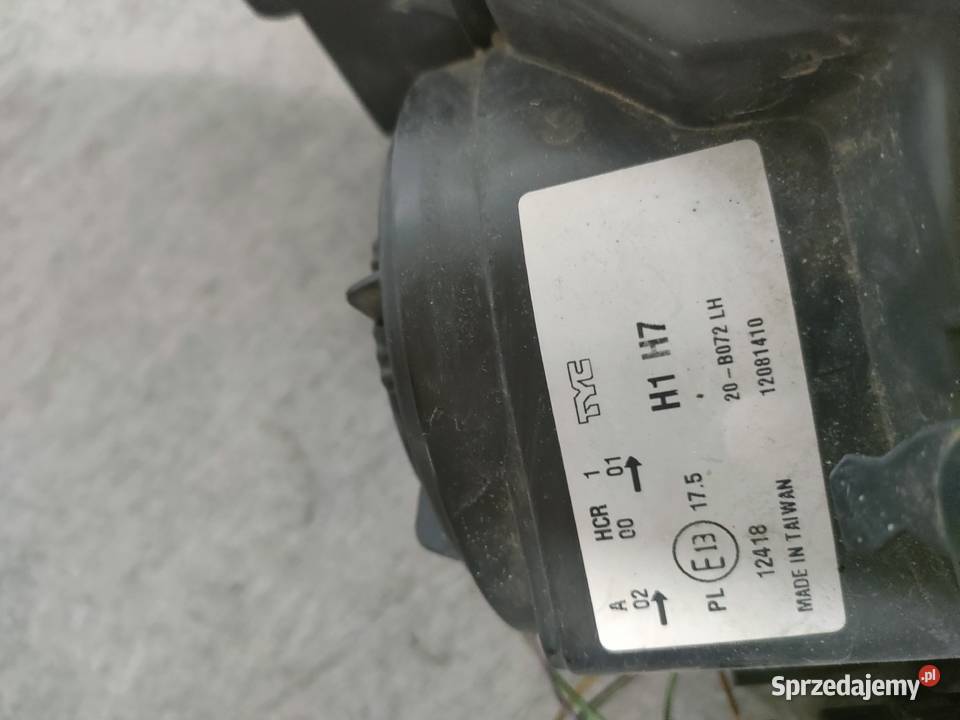 A HCR 1
02 00 01
TYC
PL E13 17.5
H1 H7
12418
20-B072 LH
MADE IN TAIWAN
12081410
Sprzedajemy.pl